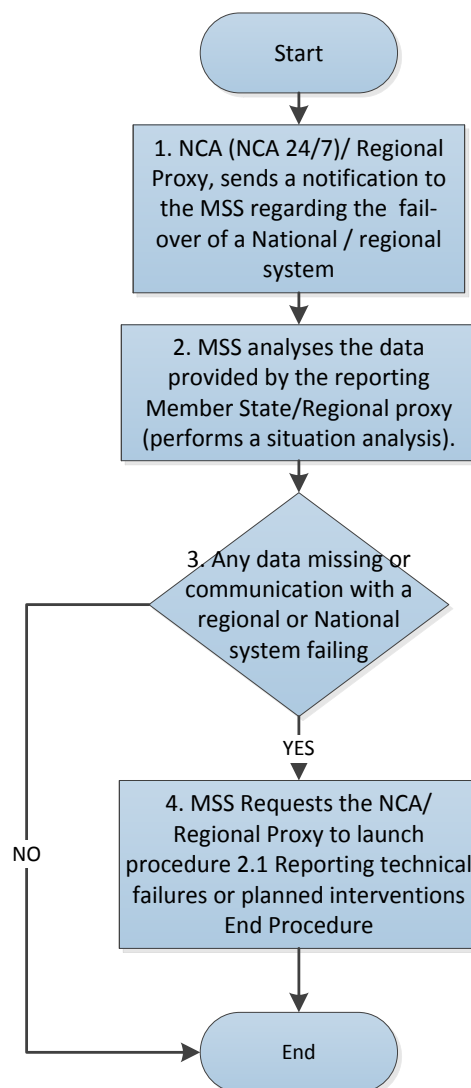 Start
1. NCA (NCA 24/7)/ Regional
Proxy, sends a notification to
the MSS regarding the  fail-
over of a National / regional
system
2. MSS analyses the data
provided by the reporting
Member State/Regional proxy
(performs a situation analysis).
3. Any data missing or
communication with a
regional or National
system failing
YES
4. MSS Requests the NCA/
Regional Proxy to launch
procedure 2.1 Reporting technical
failures or planned interventions
End Procedure
NO
End